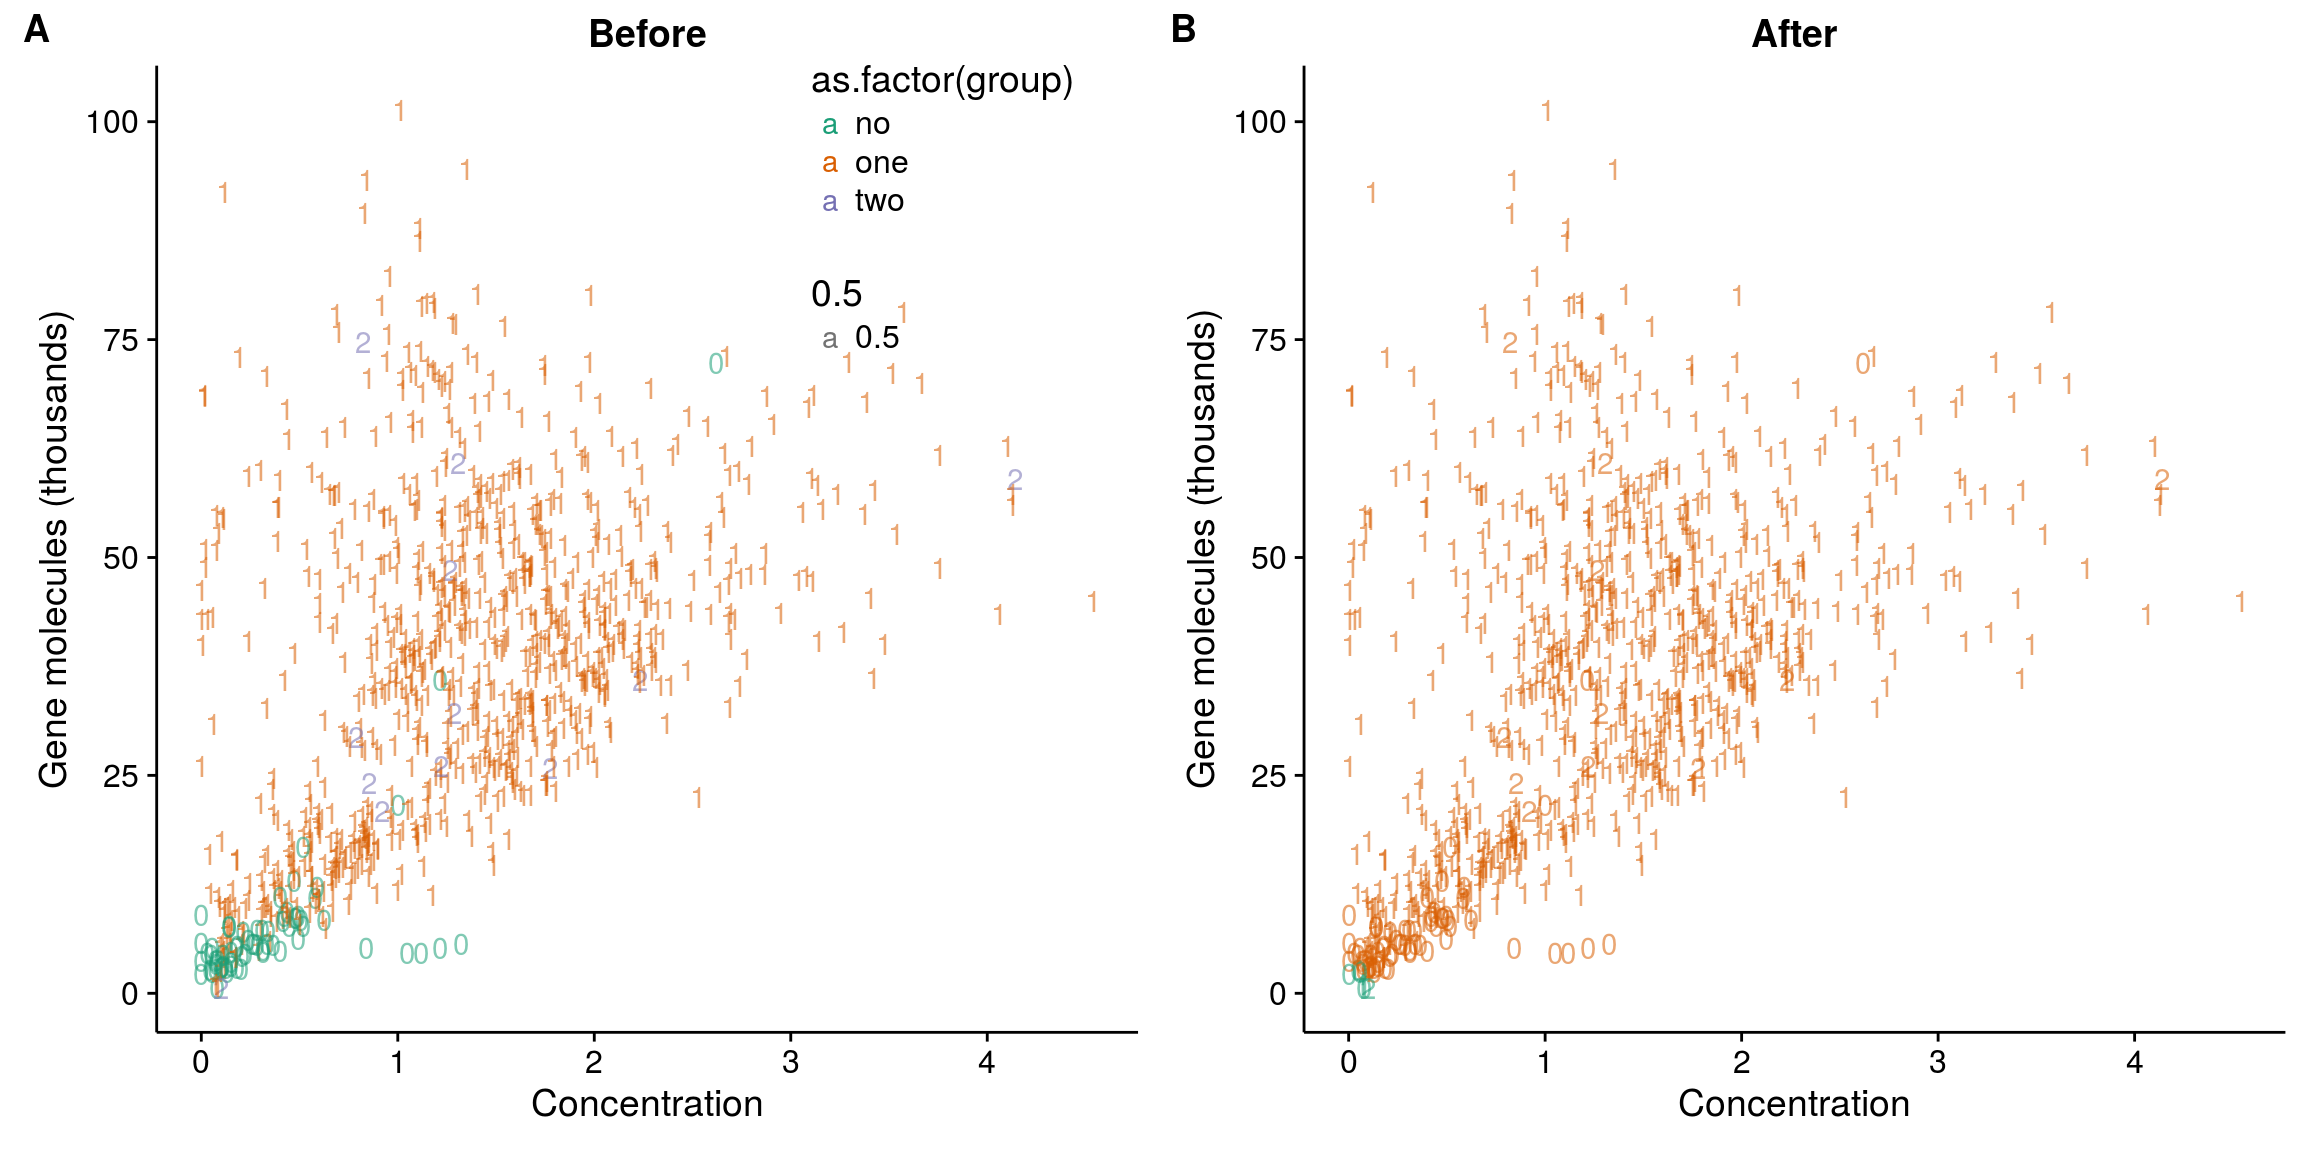 A
Before
as.factor(group)
a no
a one
a two
0.5
a 0.5
100
75
50
25
0
Gene molecules (thousands)
0 1 2 3 4
Concentration
B
After
100
75
50
25
0
Gene molecules (thousands)
0 1 2 3 4
Concentration